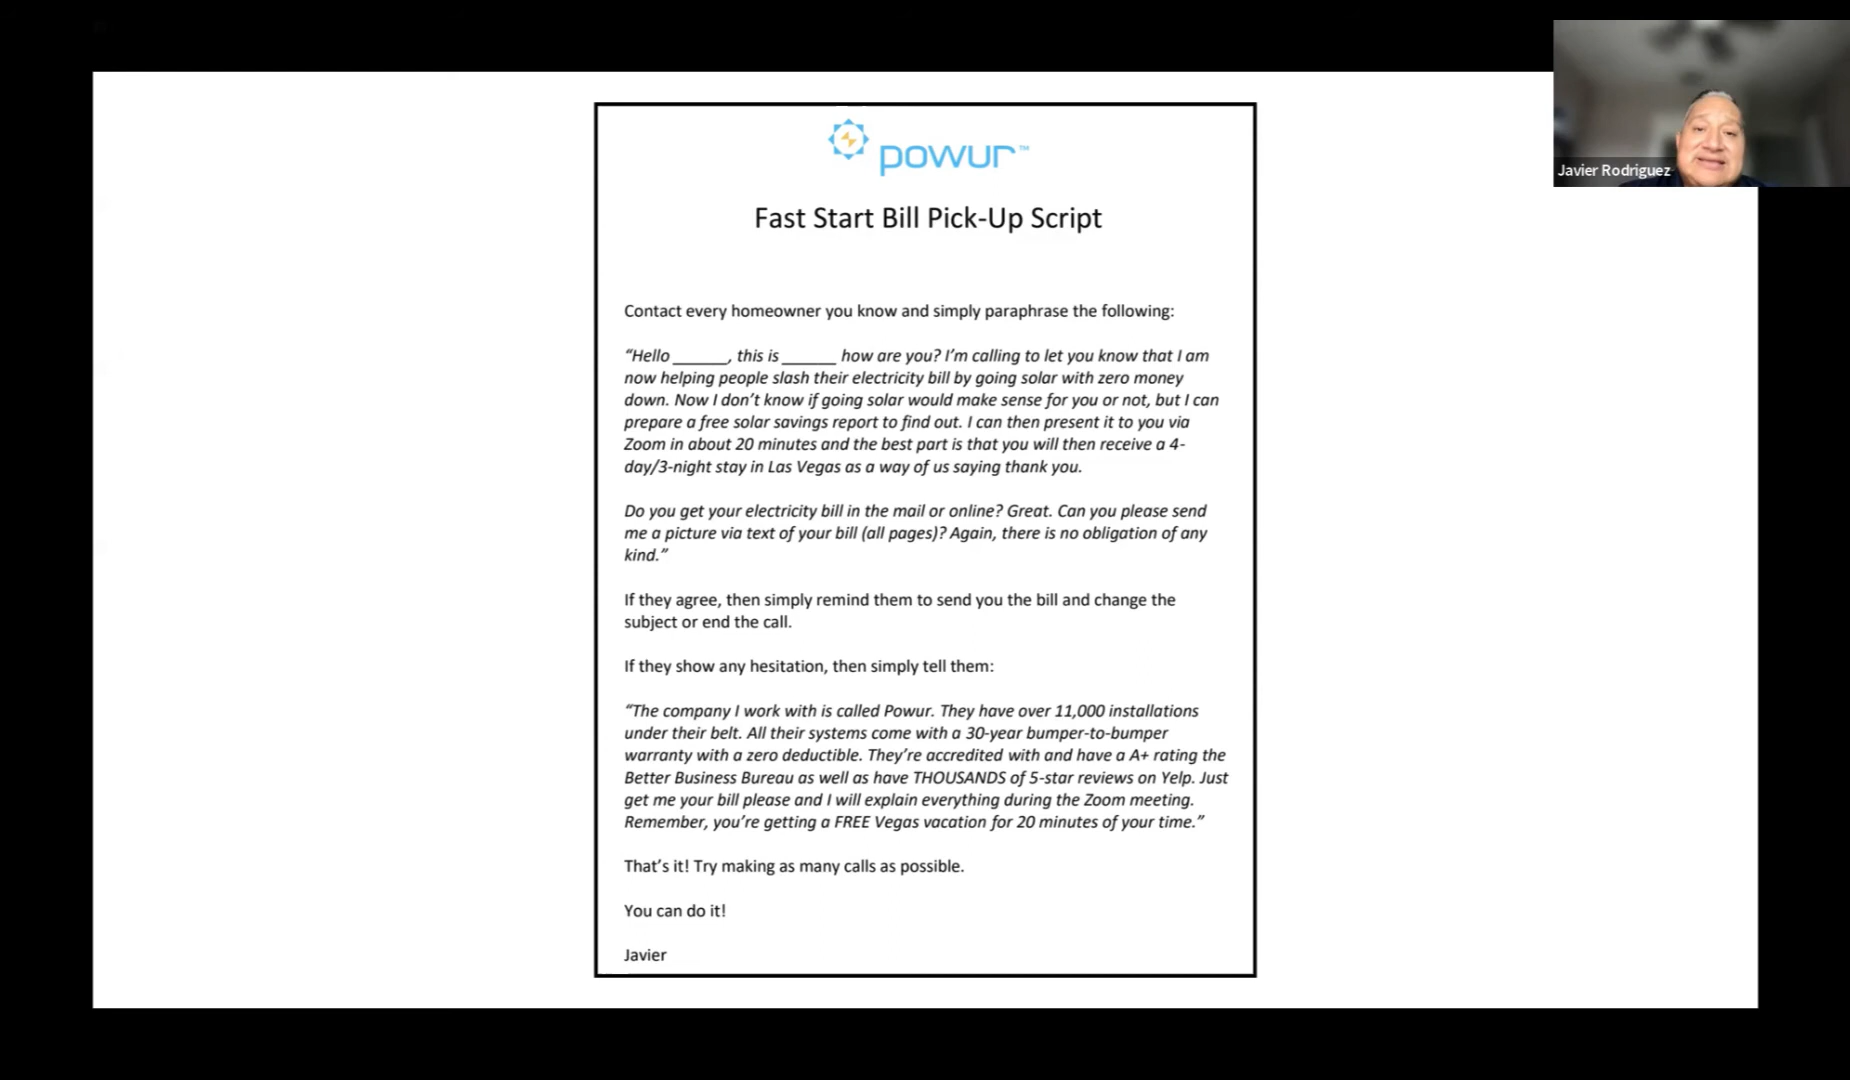 powur™
Javier Rodriguez
Fast Start Bill Pick-Up Script
Contact every homeowner you know and simply paraphrase the following:
“Hello ______, this is ______ how are you? I’m calling to let you know that I am
now helping people slash their electricity bill by going solar with zero money
down. Now I don’t know if going solar would make sense for you or not, but I can
prepare a free solar savings report to find out. I can then present it to you via
Zoom in about 20 minutes and the best part is that you will then receive a 4-
day/3-night stay in Las Vegas as a way of us saying thank you.
Do you get your electricity bill in the mail or online? Great. Can you please send
me a picture via text of your bill (all pages)? Again, there is no obligation of any
kind.”
If they agree, then simply remind them to send you the bill and change the
subject or end the call.
If they show any hesitation, then simply tell them:
“The company I work with is called Powur. They have over 11,000 installations
under their belt. All their systems come with a 30-year bumper-to-bumper
warranty with a zero deductible. They’re accredited with and have a A+ rating the
Better Business Bureau as well as have THOUSANDS of 5-star reviews on Yelp. Just
get me your bill please and I will explain everything during the Zoom meeting.
Remember, you’re getting a FREE Vegas vacation for 20 minutes of your time.”
That’s it! Try making as many calls as possible.
You can do it!
Javier